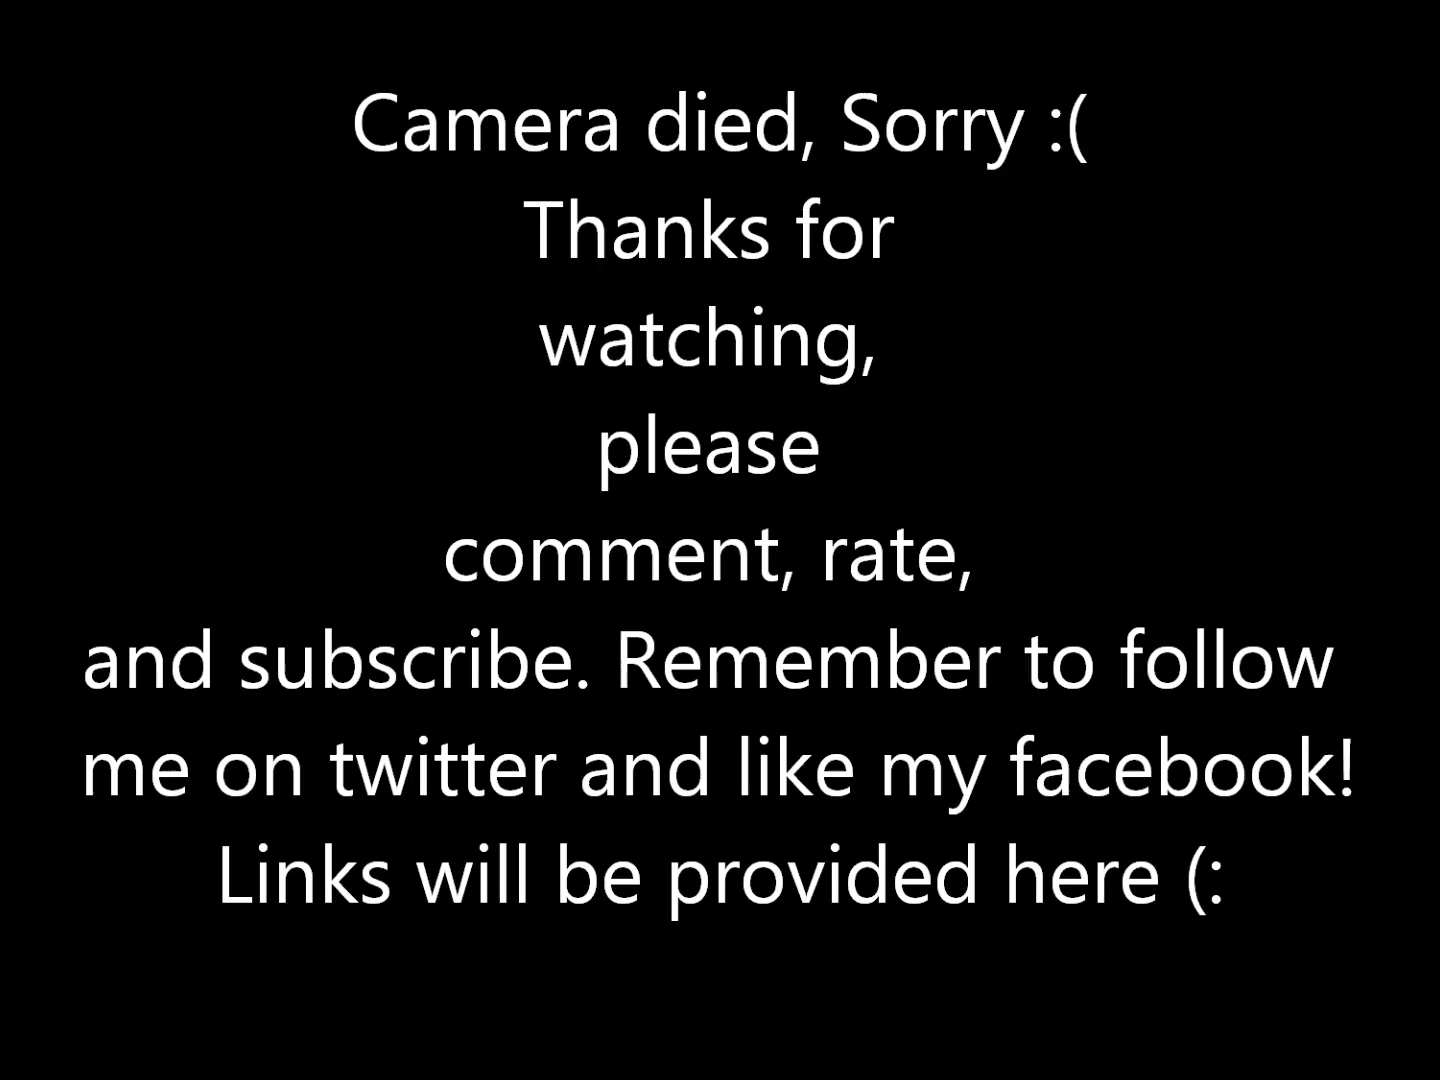 Camera died, Sorry :(
Thanks for
watching,
please
comment, rate,
and subscribe. Remember to follow
me on twitter and like my facebook!
Links will be provided here (: